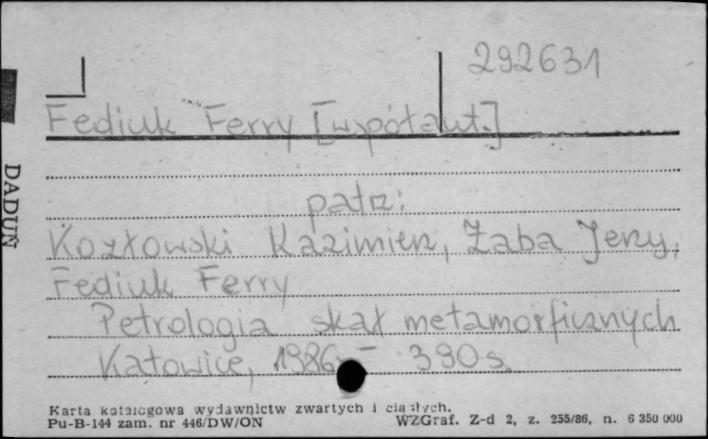 292631
Fediuk Ferry [współaut.]
patrz:
Kozłowski Kazimierz, Żaba Jerzy,
Fediuk Ferry
Petrologia skał metamorficznych
Katowice, 1986 - 390 s.
DADUN
Karta katalogowa wydawnictw zwartych i ciągłych.
Pu-B-144 zam. nr 446/DW/ON WZGraf. Z-d 2, z. 255/86, n. 6 350 000